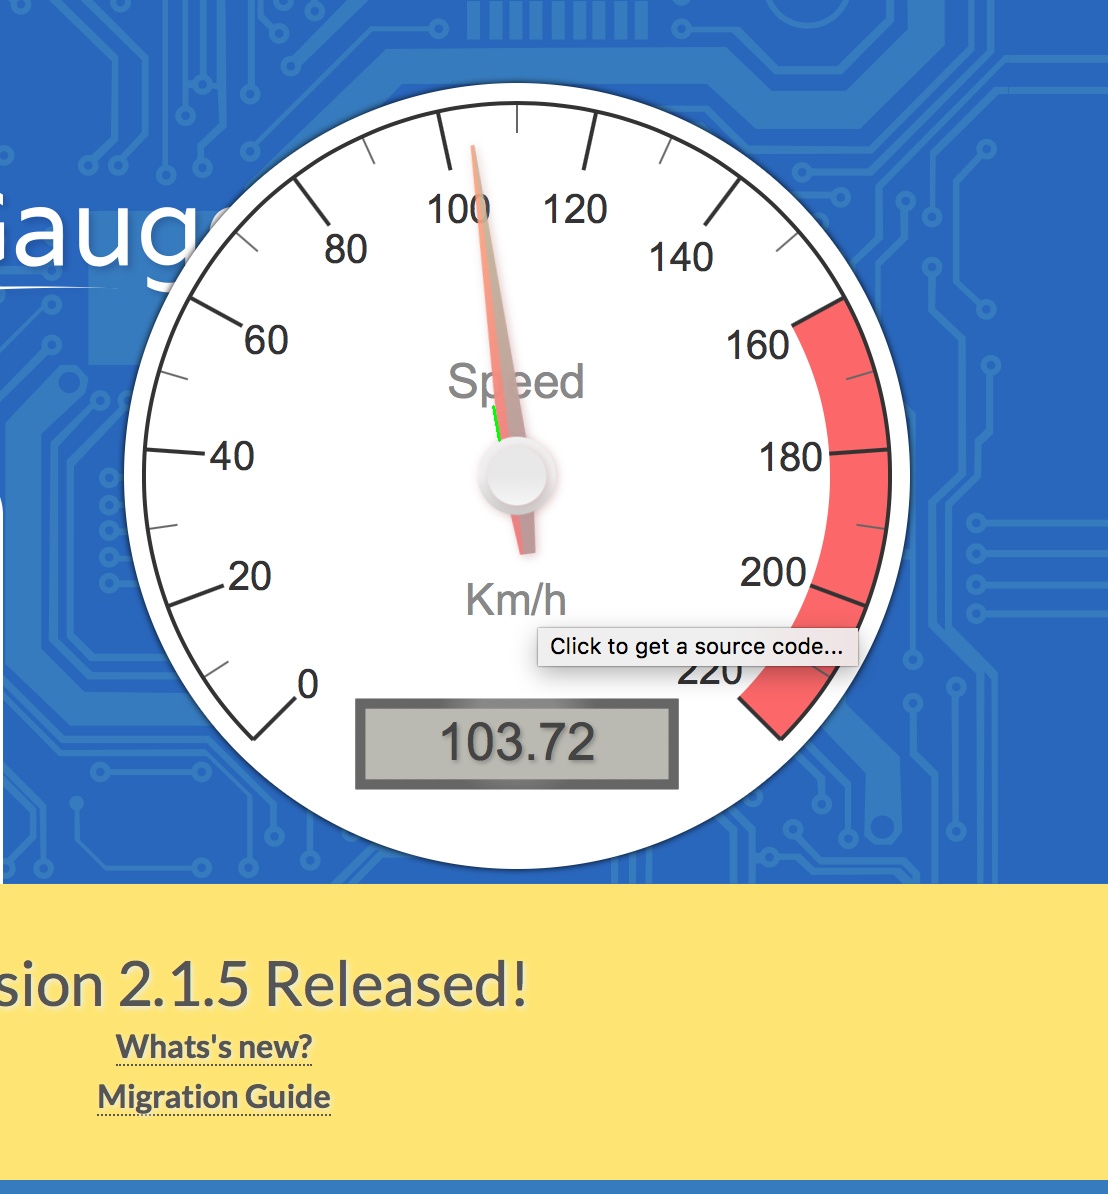 Gauge
100
120
80
140
60
160
Speed
40
180
20
200
Km/h
Click to get a source code...
220
0
103.72
sion 2.1.5 Released!
Whats's new?
Migration Guide